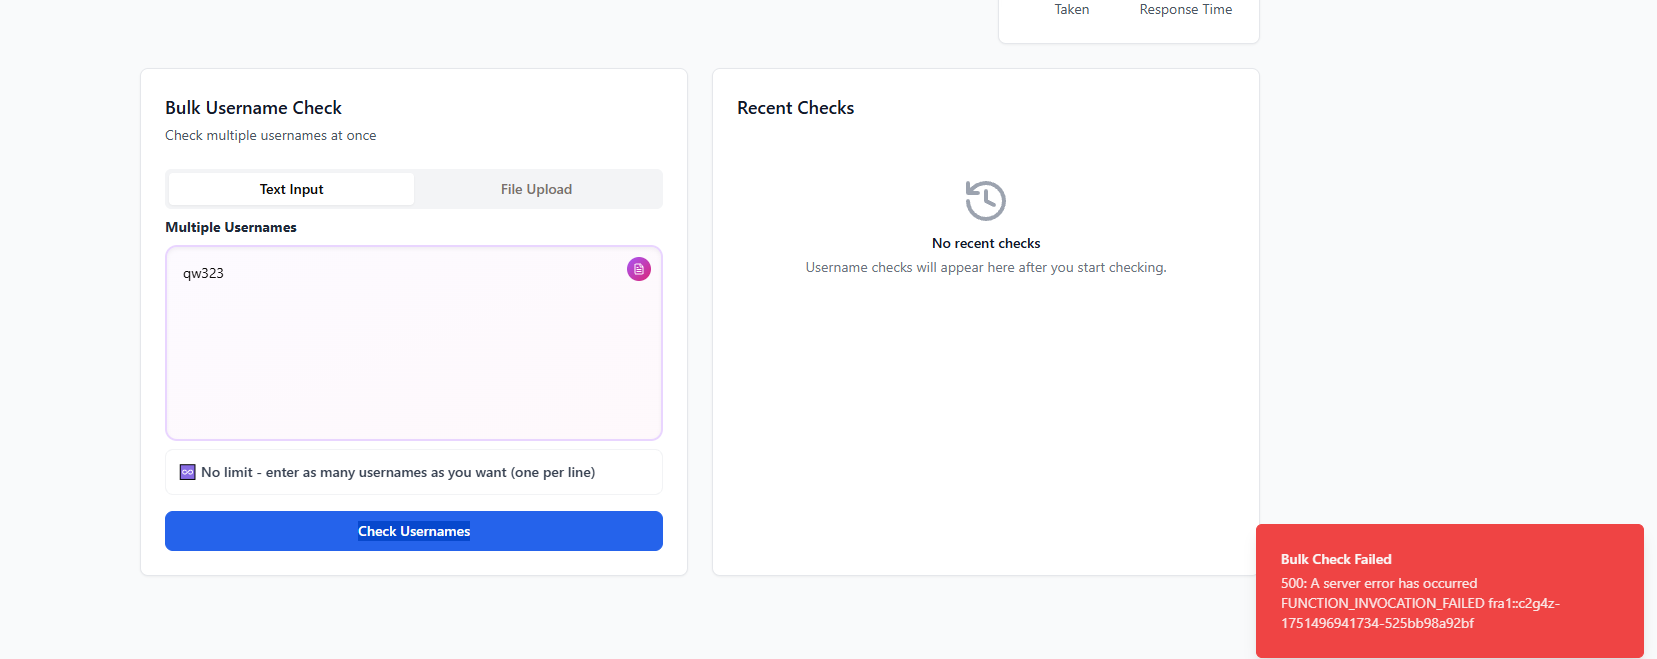 Taken
Response Time
Bulk Username Check
Check multiple usernames at once
Text Input
File Upload
Multiple Usernames
qw323
No limit - enter as many usernames as you want (one per line)
Check Usernames
Recent Checks
No recent checks
Username checks will appear here after you start checking.
Bulk Check Failed
500: A server error has occurred
FUNCTION_INVOCATION_FAILED fra1::c2g4z-
1751496941734-525bb98a92bf